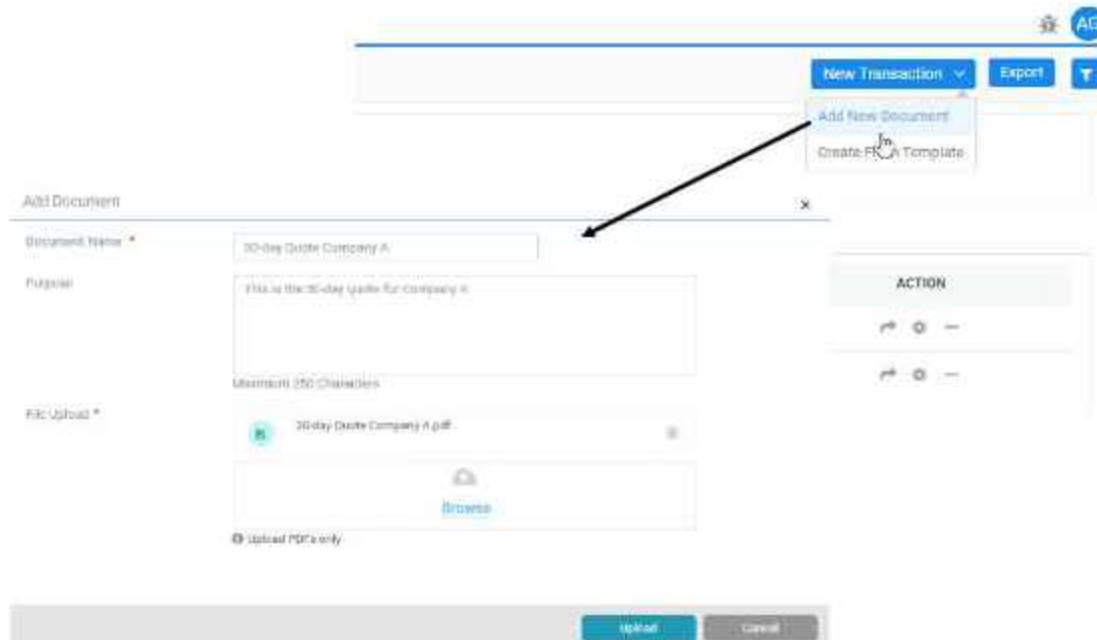 AG
New Transaction
Export
Add New Document
Create From Template
Add Document
×
Document Name *
30-day Quote Company A
Purpose
This is the 30-day quote for Company A
Maximum 250 Characters
ACTION
File Upload *
30-day Quote Company A.pdf
Browse
Upload PDF's only
Upload
Cancel